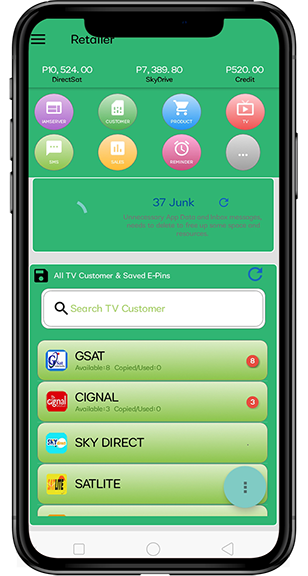 Retailer
P10, 524. 00
P7, 389. 80
P520. 00
DirectSat
SkyDrive
Credit
IAMSERVER
CUSTOMER
PRODUCT
TV
SMS
SALES
REMINDER
37 Junk
Unnecessary App Data and inbox messages,
needs to delete to free up some space and
resources.
All TV Customer & Saved E-Pins
Search TV Customer
GSAT
Available:8 Copied/Used:0
8
CIGNAL
Available:3 Copied/Used:0
3
SKY DIRECT
SATLITE